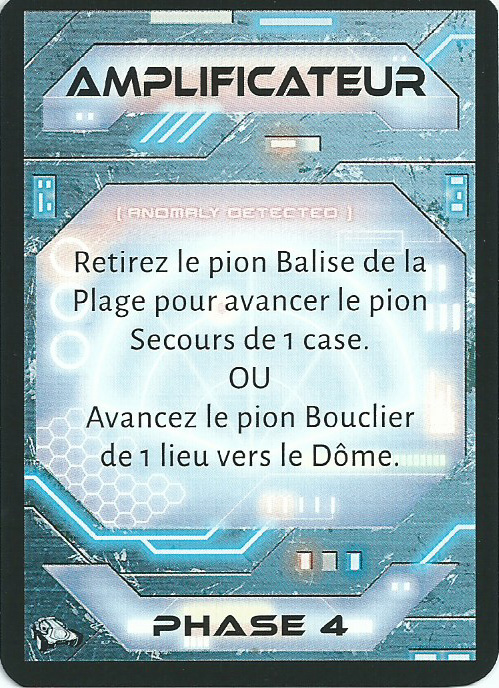 AMPLIFICATEUR
[ ANOMALY DETECTED ]
Retirez le pion Balise de la
Plage pour avancer le pion
Secours de 1 case.
OU
Avancez le pion Bouclier
de 1 lieu vers le Dôme.
PHASE 4